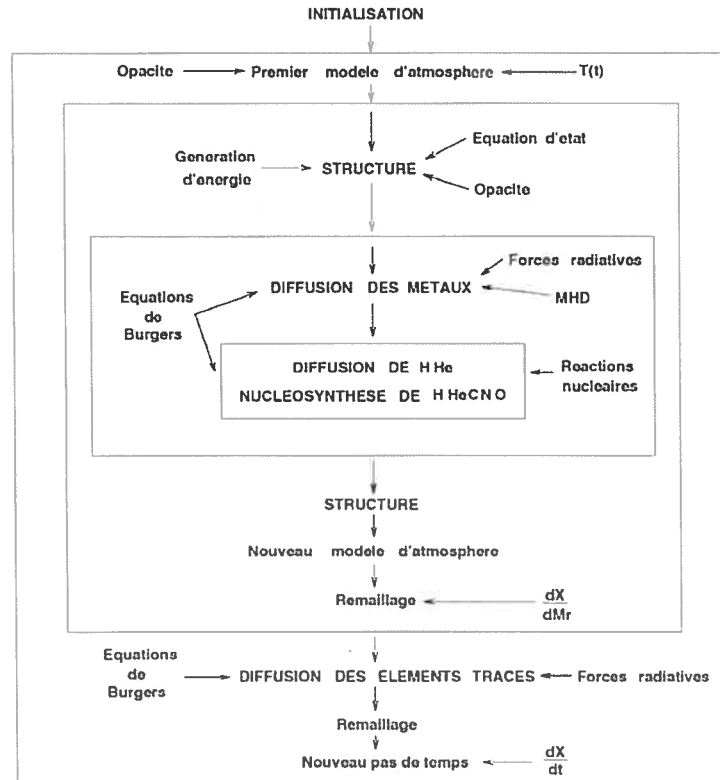 INITIALISATION
Opacite Premier modele d'atmosphere T(t)
Equation d'etat
Generation
d'energie
STRUCTURE
Opacite
Forces radiatives
DIFFUSION DES METAUX
MHD
Equations
de
Burgers
DIFFUSION DE H He
NUCLEOSYNTHESE DE H HeC N O
Reactions
nucleaires
STRUCTURE
Nouveau modele d'atmosphere
Remaillage
dX
dMr
Equations
de
Burgers
DIFFUSION DES ELEMENTS TRACES
Forces radiatives
Remaillage
Nouveau pas de temps
dX
dt